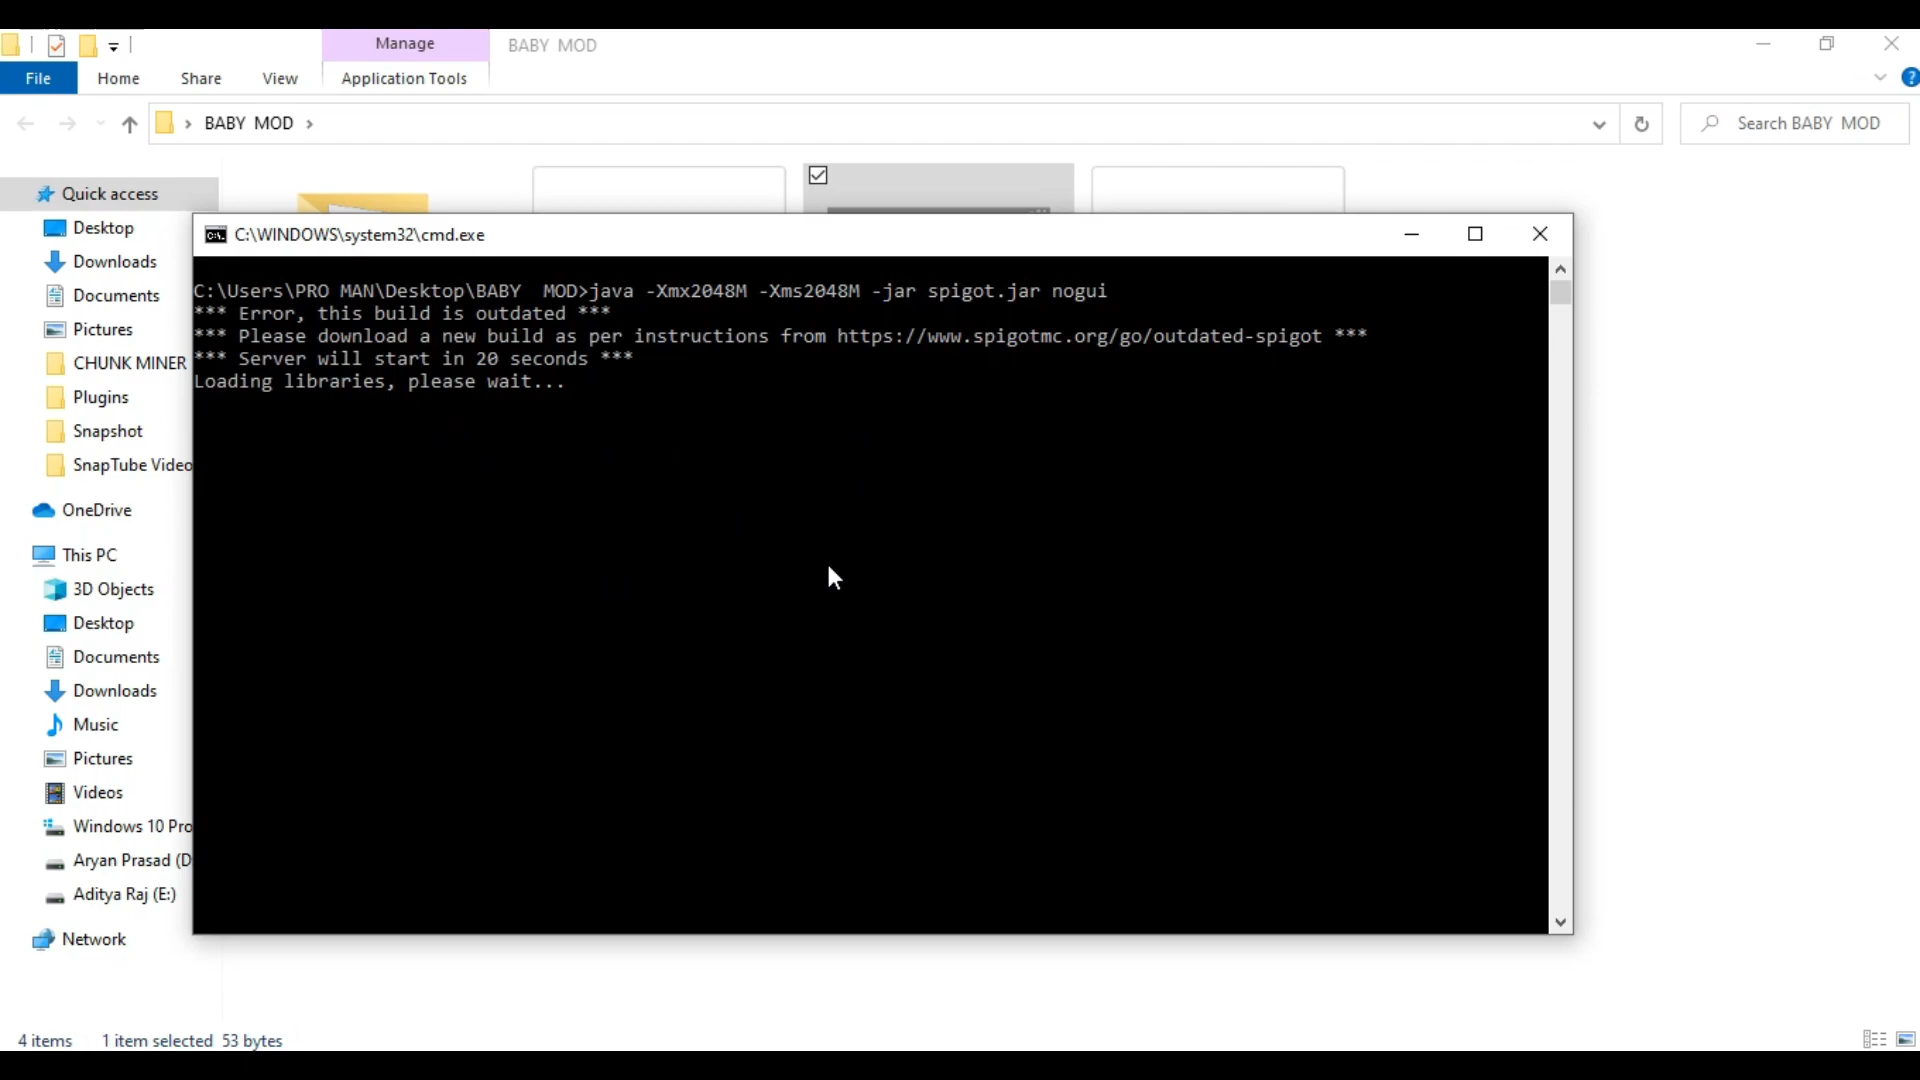 Manage
BABY  MOD
File
Home
Share
View
Application Tools
BABY  MOD
Search BABY  MOD
Quick access
Desktop
Downloads
Documents
Pictures
CHUNK MINER
Plugins
Snapshot
SnapTube Video
OneDrive
This PC
3D Objects
Desktop
Documents
Downloads
Music
Pictures
Videos
Windows 10 Pro
Aryan Prasad (D
Aditya Raj (E:)
Network
C:\WINDOWS\system32\cmd.exe
C:\Users\PRO MAN\Desktop\BABY  MOD>java -Xmx2048M -Xms2048M -jar spigot.jar nogui
*** Error, this build is outdated ***
*** Please download a new build as per instructions from https://www.spigotmc.org/go/outdated-spigot ***
*** Server will start in 20 seconds ***
Loading libraries, please wait...
4 items
1 item selected  53 bytes